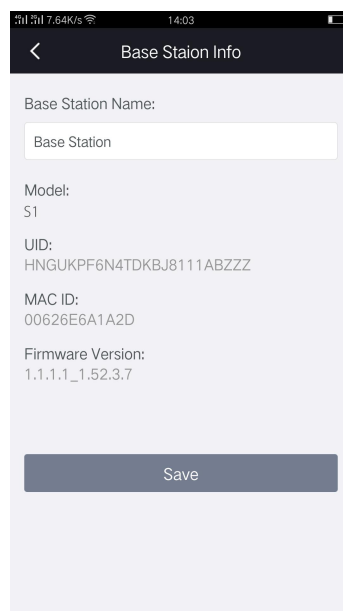 7.64K/s 14:03
Base Staion Info
Base Station Name:
Base Station
Model:
S1
UID:
HNGUKPF6N4TDKBJ8111ABZZZ
MAC ID:
00626E6A1A2D
Firmware Version:
1.1.1.1_1.52.3.7
Save